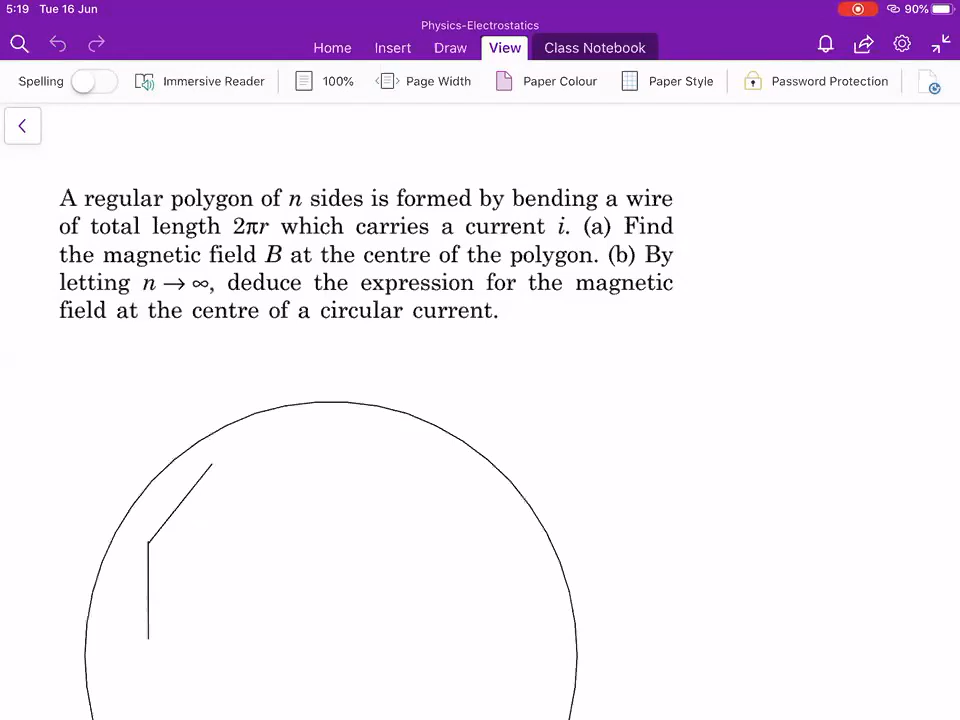 5:19 Tue 16 Jun
90%
Physics-Electrostatics
Home Insert Draw View Class Notebook
Spelling Immersive Reader 100% Page Width Paper Colour Paper Style Password Protection
A regular polygon of n sides is formed by bending a wire
of total length 2πr which carries a current i. (a) Find
the magnetic field B at the centre of the polygon. (b) By
letting n → ∞, deduce the expression for the magnetic
field at the centre of a circular current.